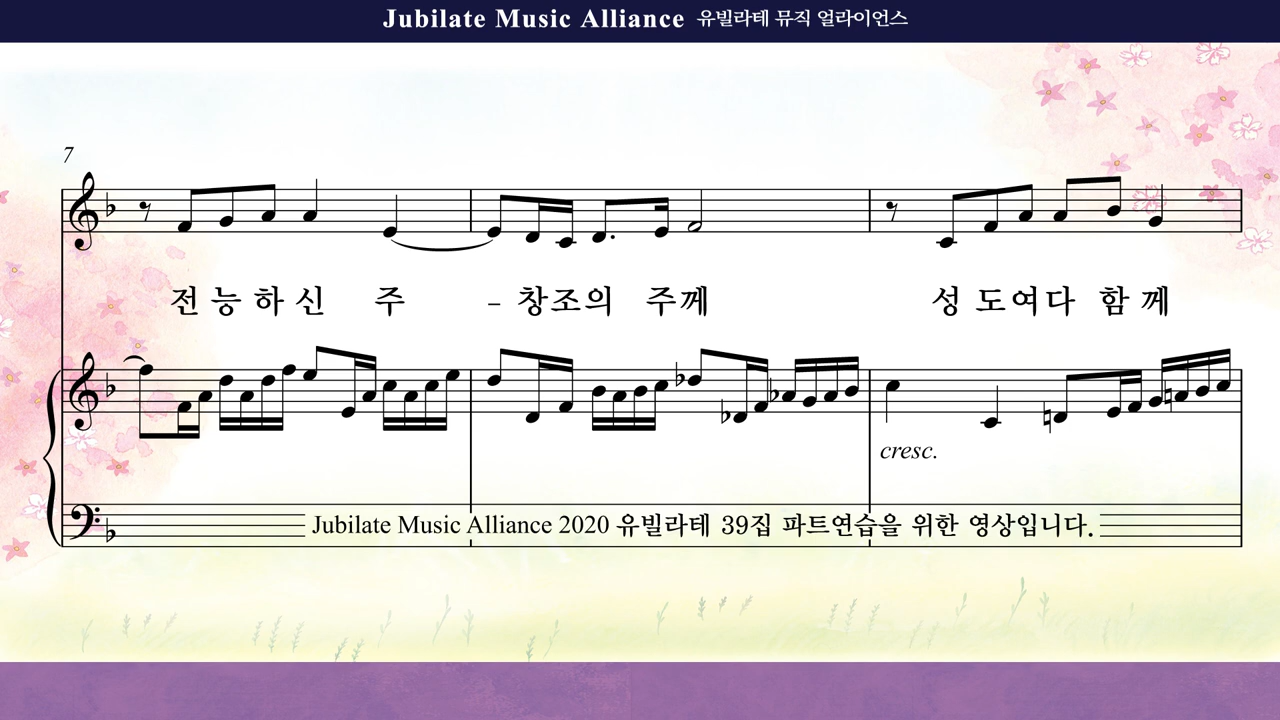 Jubilate Music Alliance 유빌라테 뮤직 얼라이언스
7
전 능 하 신 주 - 창조의 주께 성 도여다 함 께
cresc.
Jubilate Music Alliance 2020 유빌라테 39집 파트연습을 위한 영상입니다.